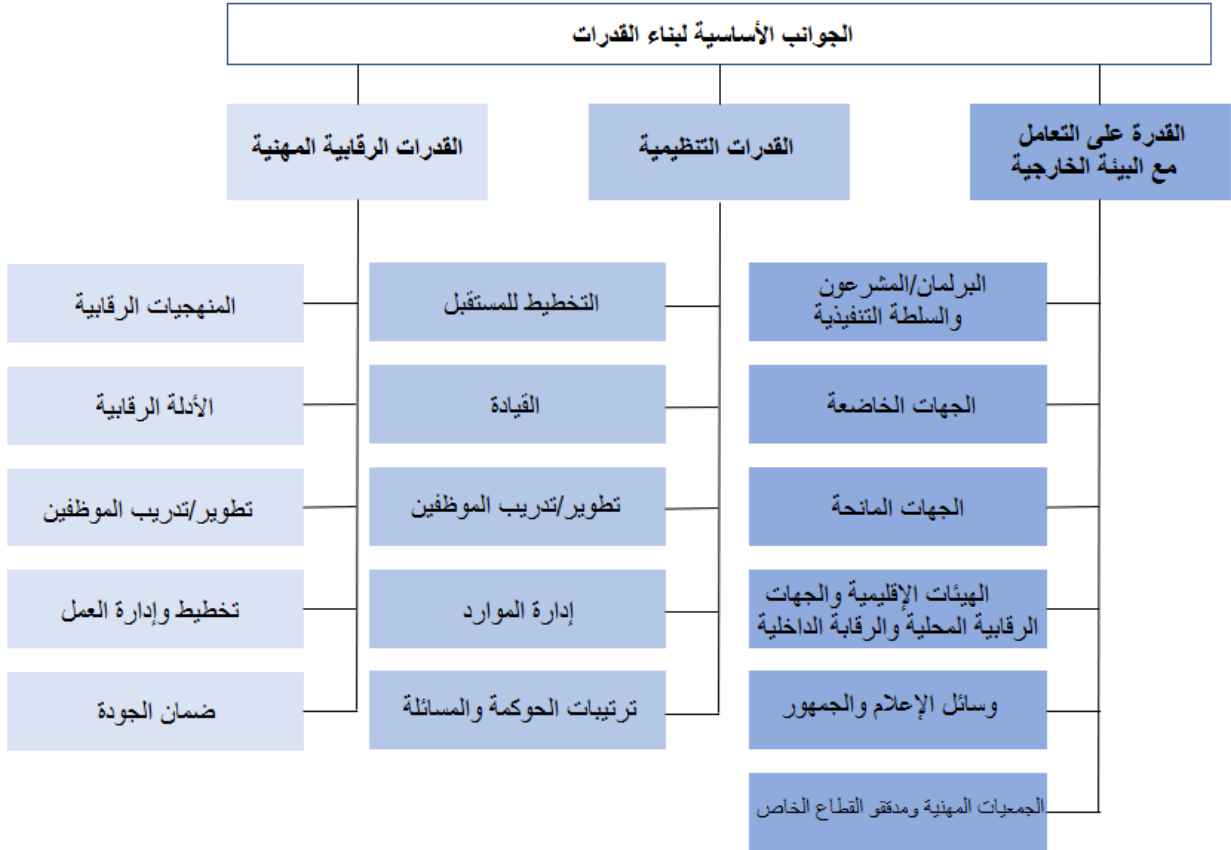 الجوانب الأساسية لبناء القدرات
القدرة على التعامل
مع البيئة الخارجية
البرلمان/المشرعون
والسلطة التنفيذية
الجهات الخاضعة
الجهات المانحة
الهيئات الإقليمية والجهات
الرقابية المحلية والرقابة الداخلية
وسائل الإعلام والجمهور
الجمعيات المهنية ومدققو القطاع الخاص
القدرات التنظيمية
التخطيط للمستقبل
القيادة
تطوير/تدريب الموظفين
إدارة الموارد
ترتيبات الحوكمة والمسائلة
القدرات الرقابية المهنية
المنهجيات الرقابية
الأدلة الرقابية
تطوير/تدريب الموظفين
تخطيط وإدارة العمل
ضمان الجودة